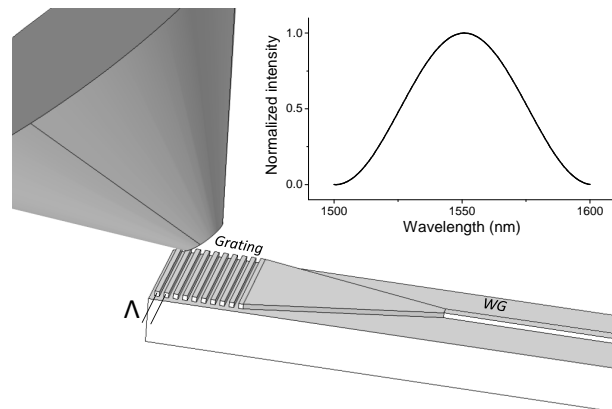 1.0
0.5
0.0
Normalized intensity
1500
1550
1600
Wavelength (nm)
Grating
WG
Λ